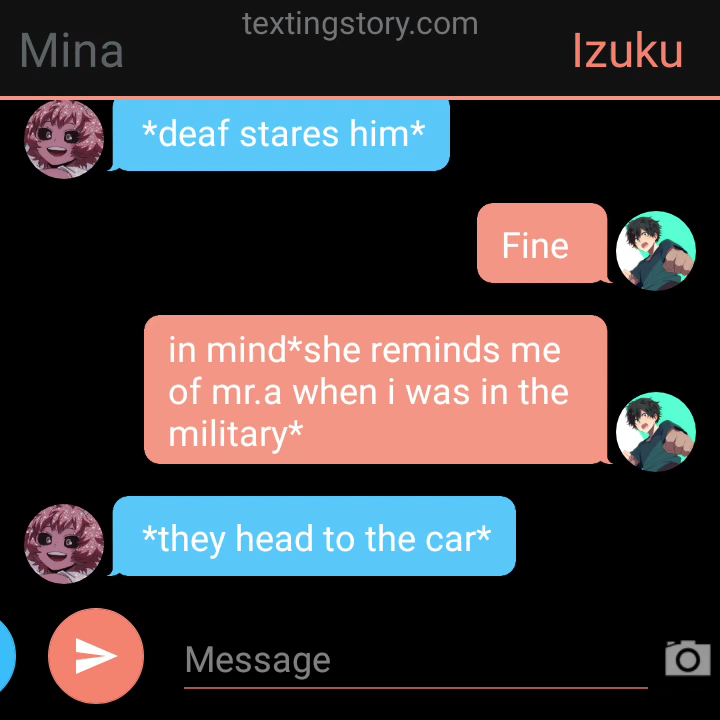 textingstory.com
Mina
Izuku
*deaf stares him*
Fine
in mind*she reminds me
of mr.a when i was in the
military*
*they head to the car*
Message